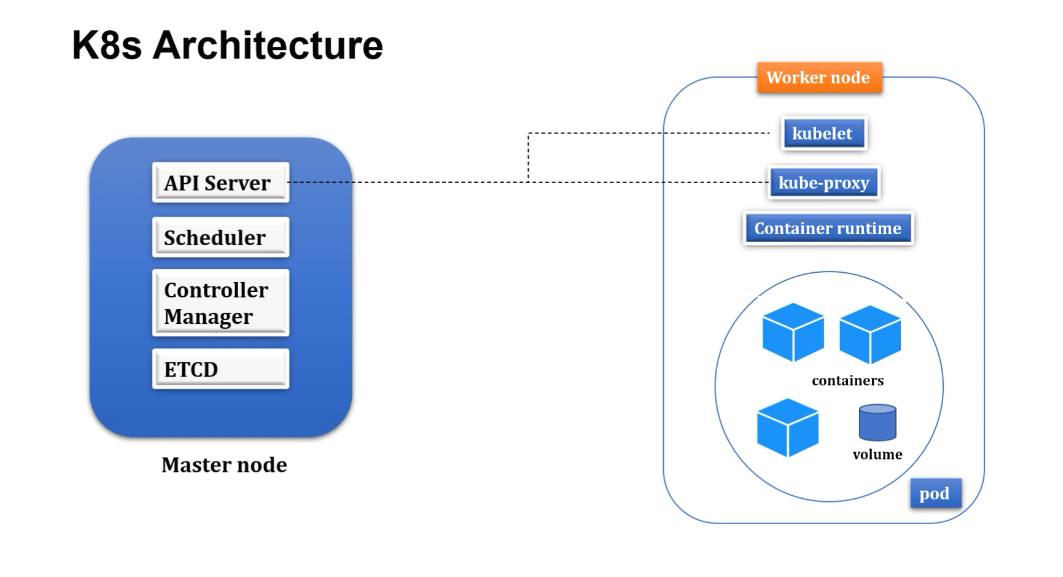 K8s Architecture
API Server
Scheduler
Controller
Manager
ETCD
Master node
Worker node
kubelet
kube-proxy
Container runtime
containers
volume
pod